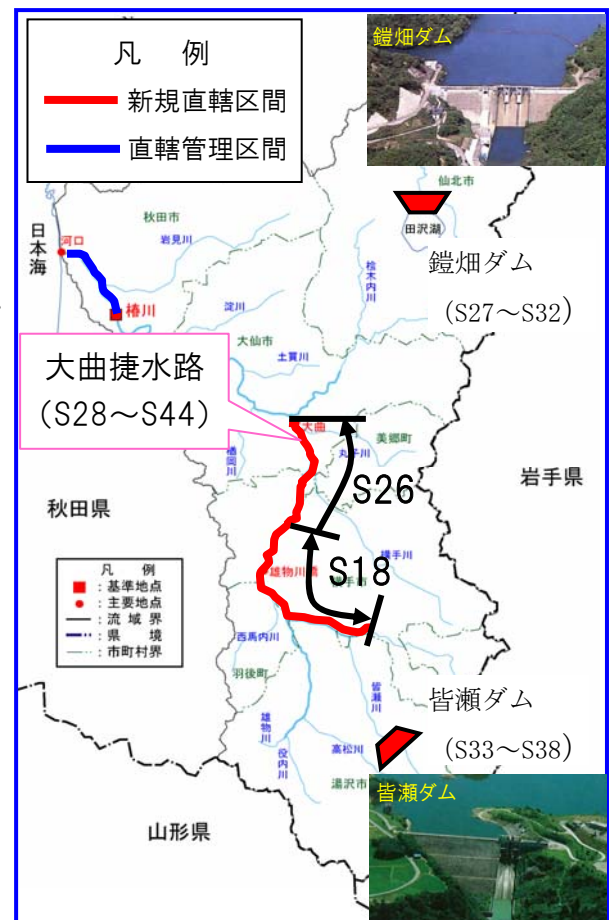 凡 例
新規直轄区間
直轄管理区間
鎧畑ダム
仙北市
田沢湖
鎧畑ダム
(S27～S32)
日本海
河口
秋田市
岩見川
桧木内川
椿川
淀川
大仙市
土買川
大曲捷水路
(S28～S44)
大曲
丸子川
美郷町
楢岡川
S26
岩手県
秋田県
横手川
S18
雄物川橋
横手市
凡 例
：基準地点
：主要地点
：流域界
：県 境
：市町村界
西馬内川
羽後町
皆瀬川
雄物川
役内川
高松川
湯沢市
皆瀬ダム
(S33～S38)
皆瀬ダム
山形県